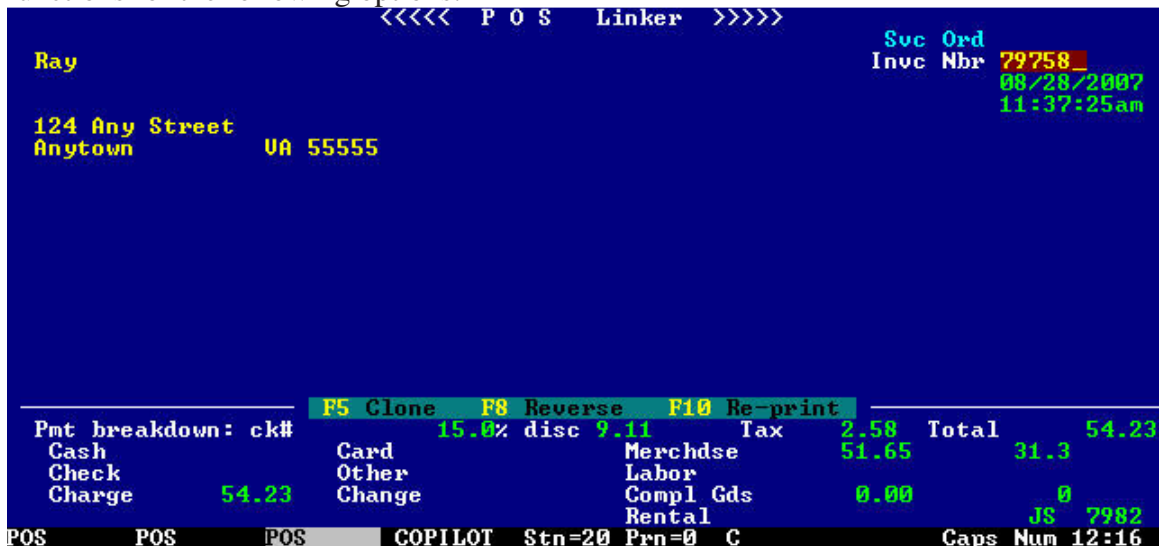 <<<<< P O S Linker >>>>>
Svc Ord
Ray Invc Nbr 79758_
08/28/2007
11:37:25am
124 Any Street
Anytown VA 55555
F5 Clone F8 Reverse F10 Re-print
Pmt breakdown: ck# 15.0% disc 9.11 Tax 2.58 Total 54.23
Cash Card Merchdse 51.65 31.3
Check Other Labor
Charge 54.23 Change Compl Gds 0.00 0
Rental JS 7982
POS POS POS COPILOT Stn=20 Prn=0 C Caps Num 12:16